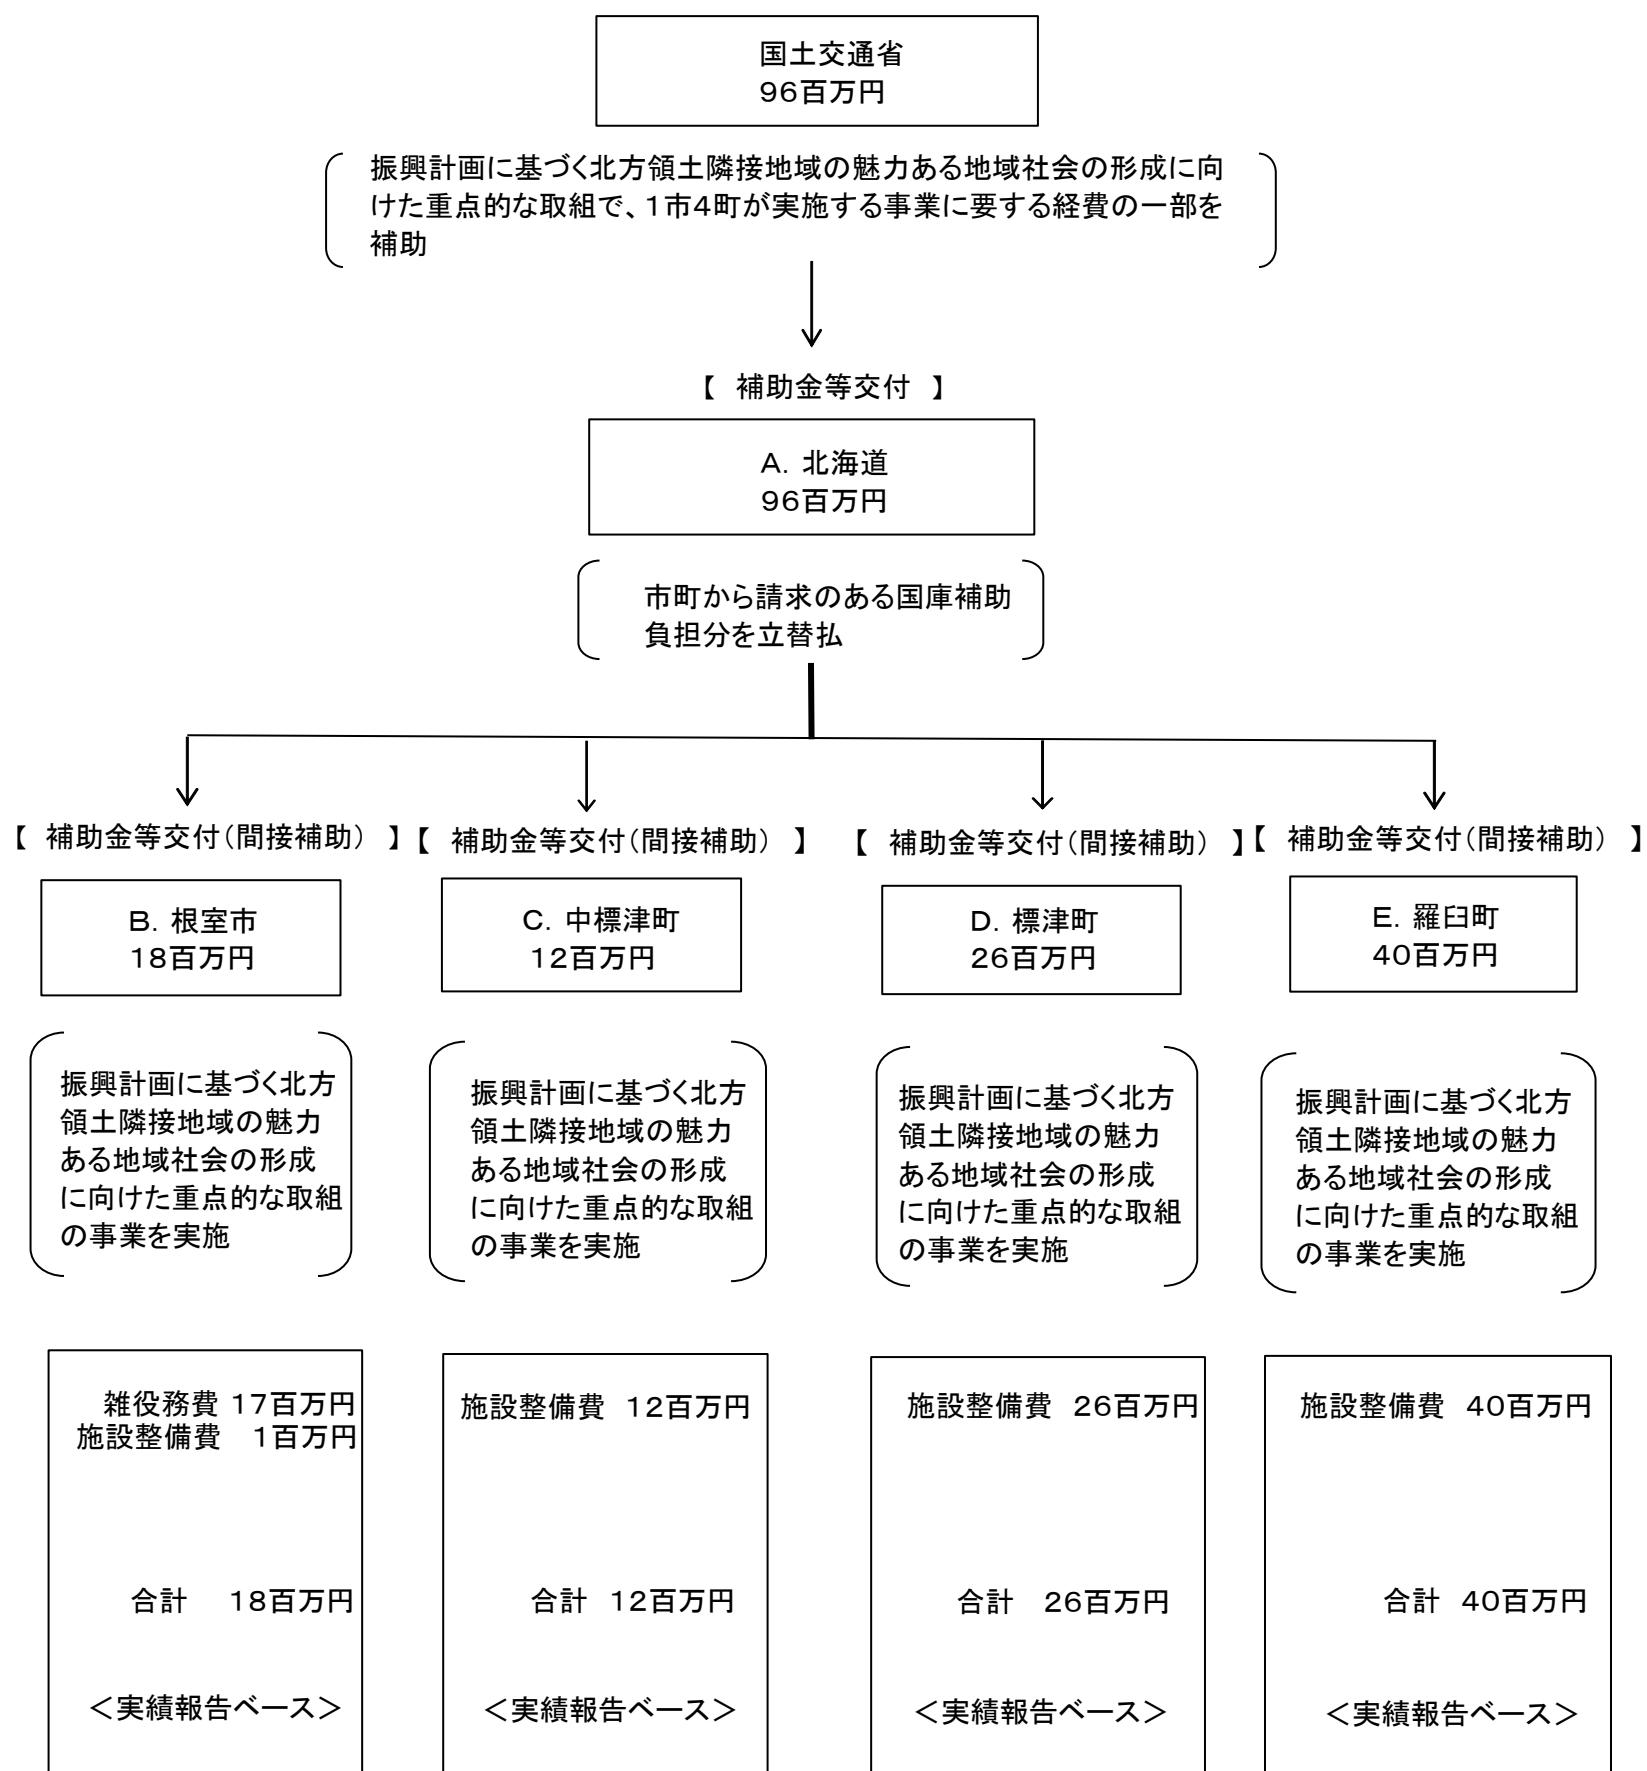 国土交通省
96百万円
振興計画に基づく北方領土隣接地域の魅力ある地域社会の形成に向
けた重点的な取組で、1市4町が実施する事業に要する経費の一部を
補助
【　補助金等交付　】
A. 北海道
96百万円
市町から請求のある国庫補助
負担分を立替払
【　補助金等交付（間接補助）　】
B. 根室市
18百万円
振興計画に基づく北方
領土隣接地域の魅力
ある地域社会の形成
に向けた重点的な取組
の事業を実施
雑役務費 17百万円
施設整備費　1百万円
合計　18百万円
＜実績報告ベース＞
【　補助金等交付（間接補助）　】
C. 中標津町
12百万円
振興計画に基づく北方
領土隣接地域の魅力
ある地域社会の形成
に向けた重点的な取組
の事業を実施
施設整備費　12百万円
合計　12百万円
＜実績報告ベース＞
【　補助金等交付（間接補助）　】
D. 標津町
26百万円
振興計画に基づく北方
領土隣接地域の魅力
ある地域社会の形成
に向けた重点的な取組
の事業を実施
施設整備費　26百万円
合計　26百万円
＜実績報告ベース＞
【　補助金等交付（間接補助）　】
E. 羅臼町
40百万円
振興計画に基づく北方
領土隣接地域の魅力
ある地域社会の形成
に向けた重点的な取組
の事業を実施
施設整備費　40百万円
合計　40百万円
＜実績報告ベース＞